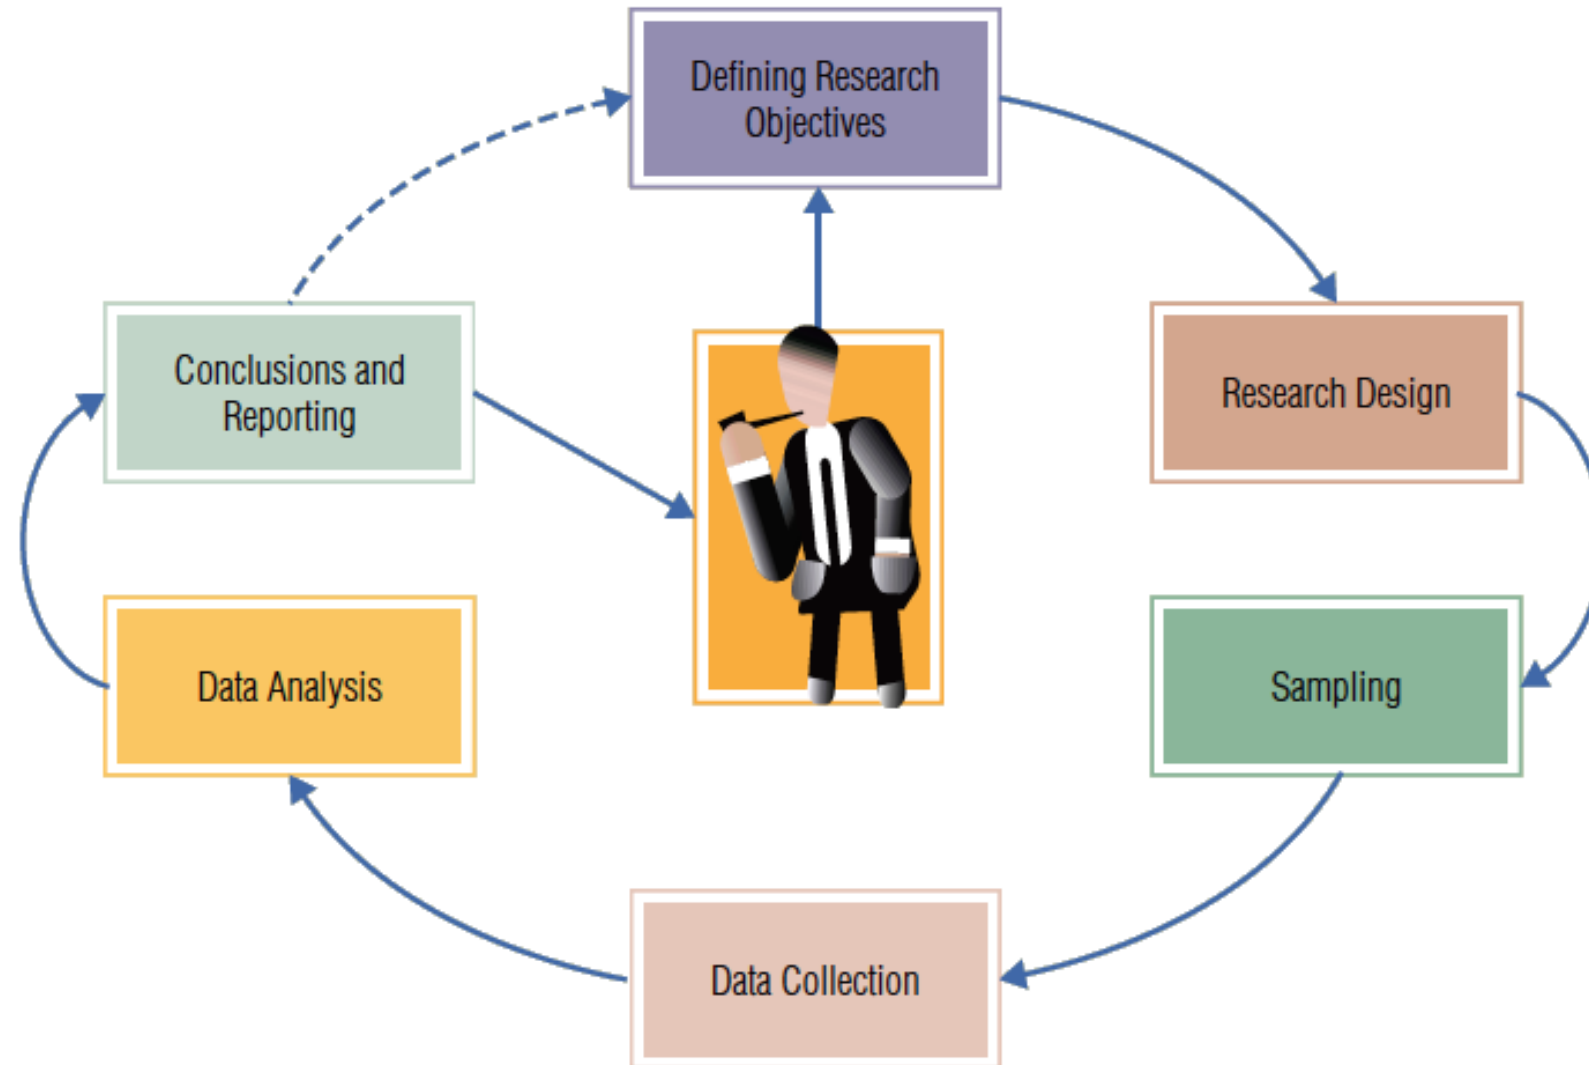 Defining Research
Objectives
Conclusions and
Reporting
Research Design
Data Analysis
Sampling
Data Collection